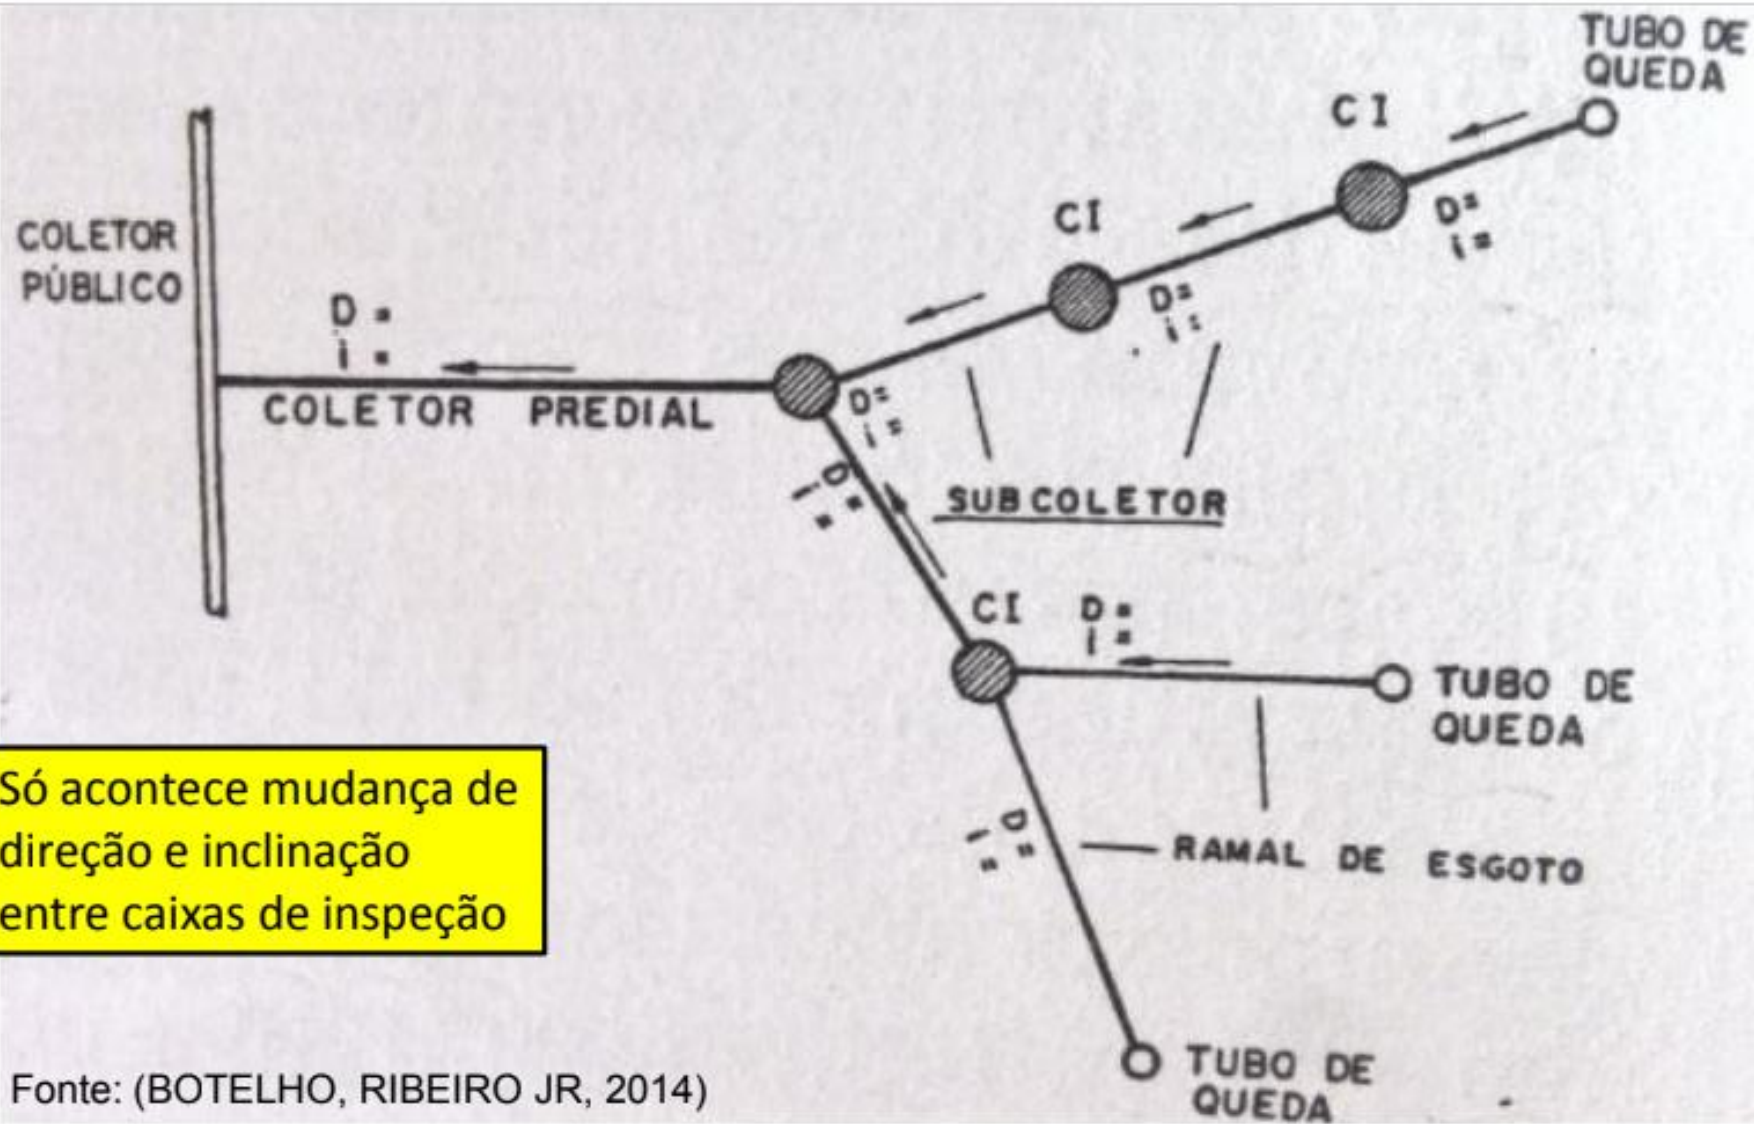 TUBO DE
QUEDA
CI
D=
i=
CI
D=
i=
COLETOR
PÚBLICO
D=
i=
COLETOR PREDIAL
D=
i=
D=
i=
SUBCOLETOR
CI
D=
i=
TUBO DE
QUEDA
D=
i=
RAMAL DE ESGOTO
Só acontece mudança de
direção e inclinação
entre caixas de inspeção
TUBO DE
QUEDA
Fonte: (BOTELHO, RIBEIRO JR, 2014)